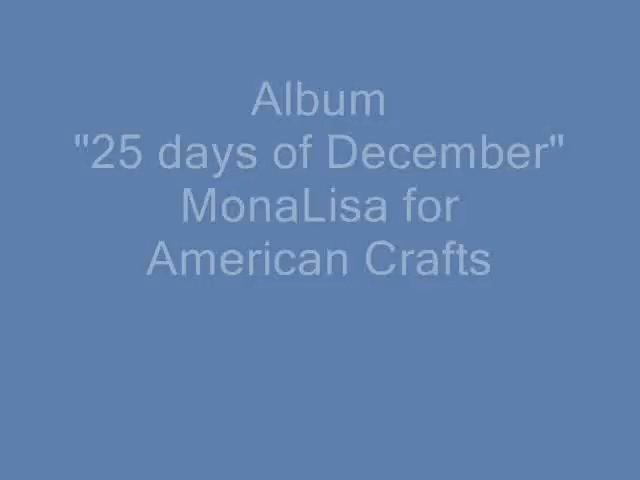 Album
"25 days of December"
MonaLisa for
American Crafts